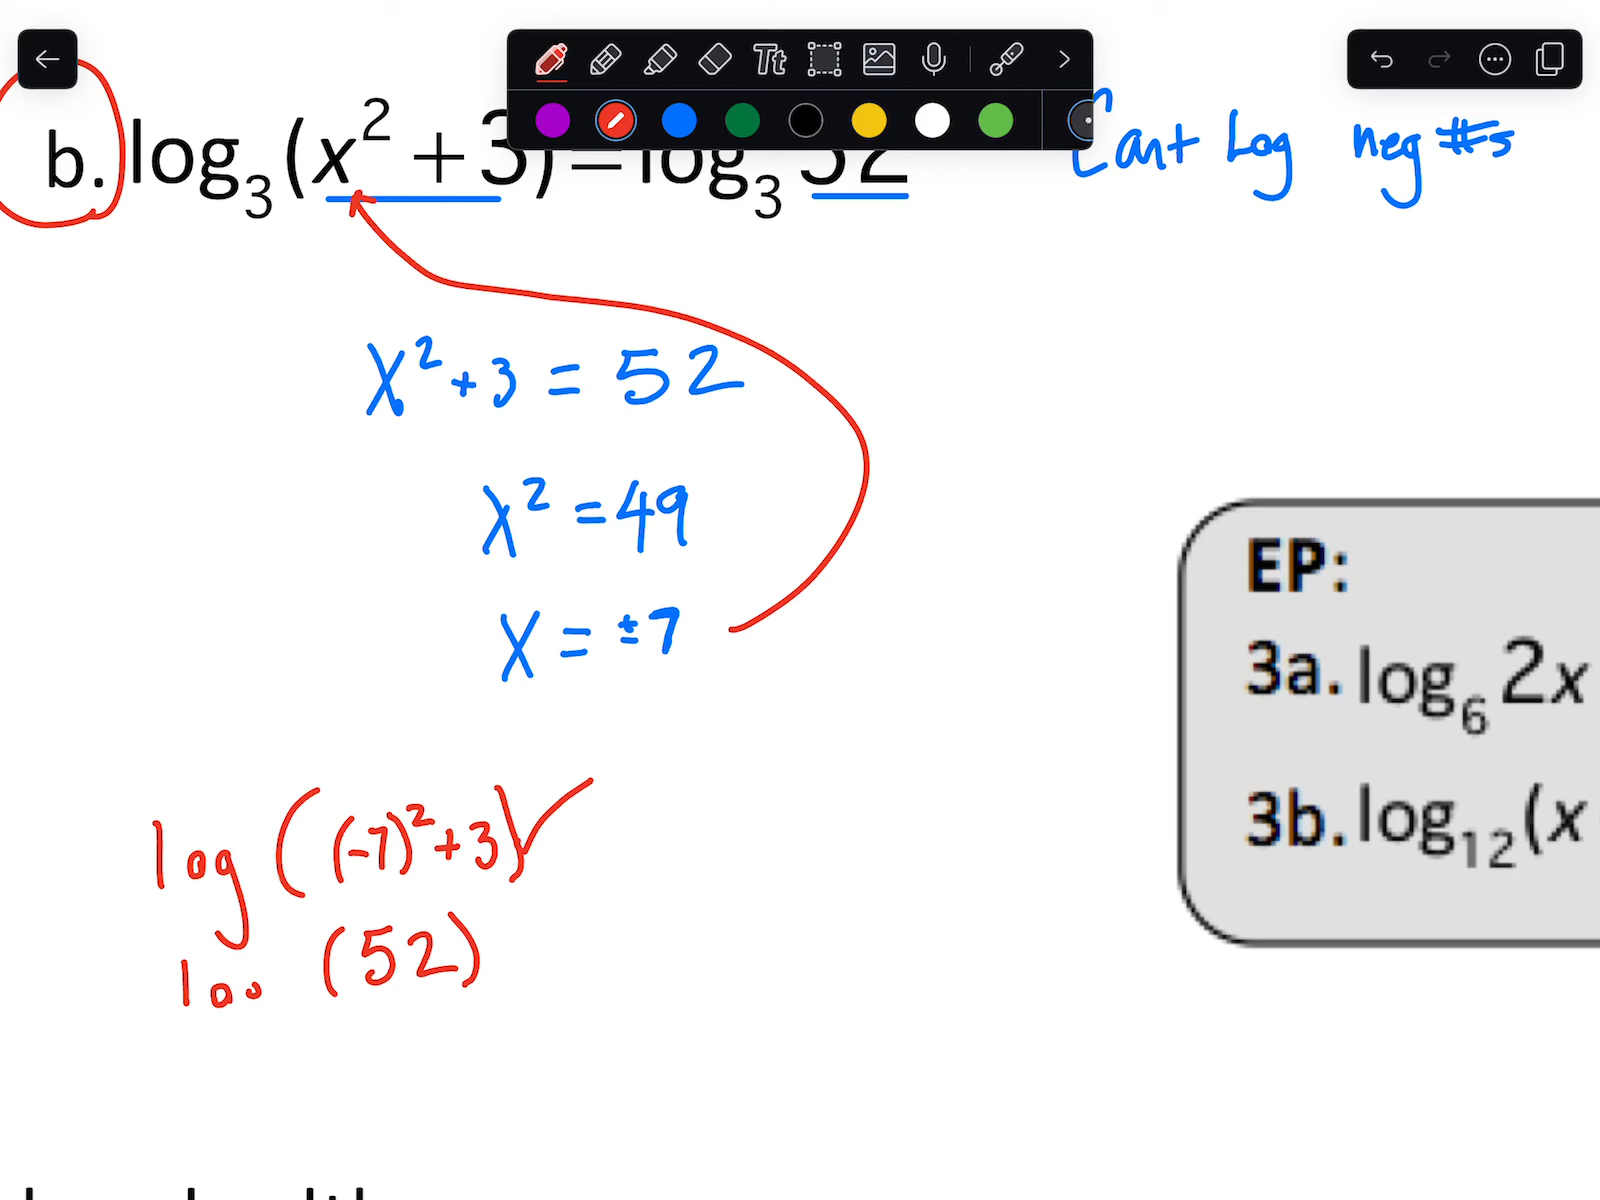 b. log₃(x² + 3) = log₃ 52
Cant Log neg #s
x² + 3 = 52
x² = 49
x = ±7
EP:
3a. log₆ 2x
3b. log₁₂(x
log ((-7)² + 3) ✓
log (52)
Tt